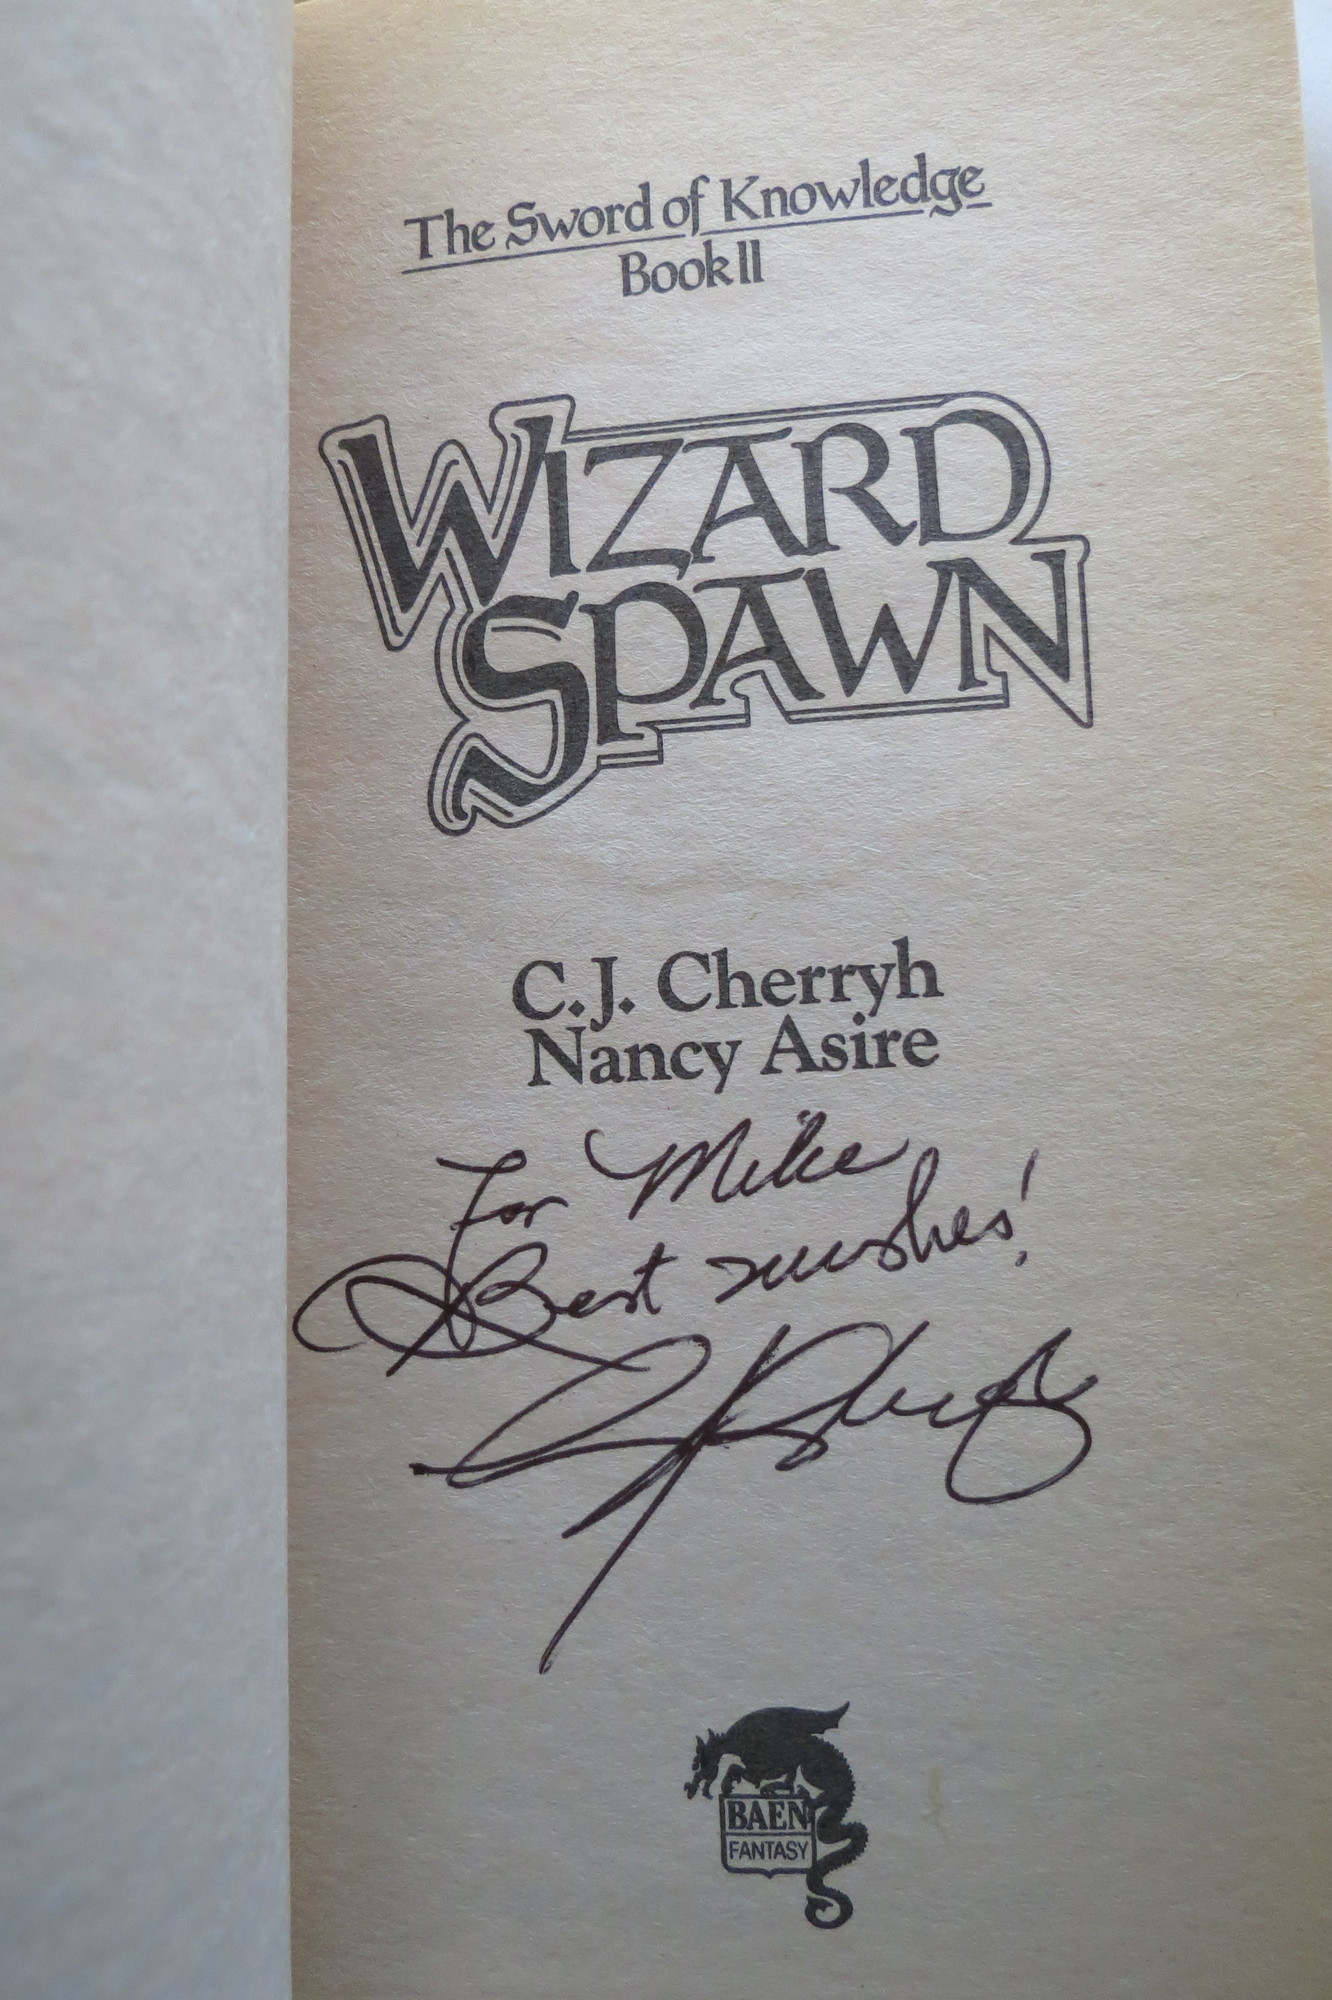 The Sword of Knowledge
Book II
WIZARD
SPAWN
C.J. Cherryh
Nancy Asire
For Mike
Best wishes!
BAEN
FANTASY